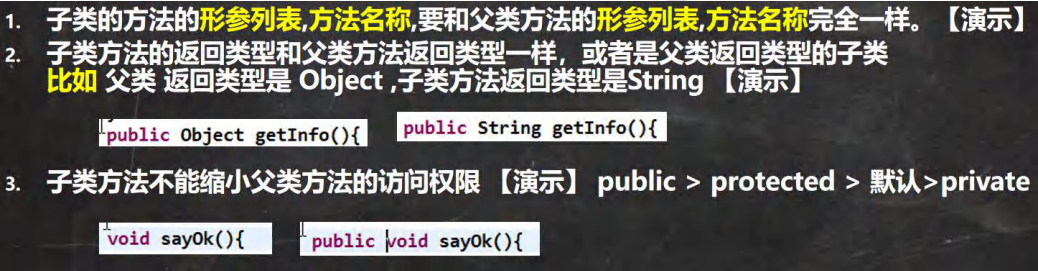 1. 子类的方法的形参列表,方法名称,要和父类方法的形参列表,方法名称完全一样。【演示】
2. 子类方法的返回类型和父类方法返回类型一样，或者是父类返回类型的子类
比如 父类 返回类型是 Object ,子类方法返回类型是String 【演示】
public Object getInfo(){ public String getInfo(){
3. 子类方法不能缩小父类方法的访问权限 【演示】 public > protected > 默认>private
void sayOk(){ public void sayOk(){